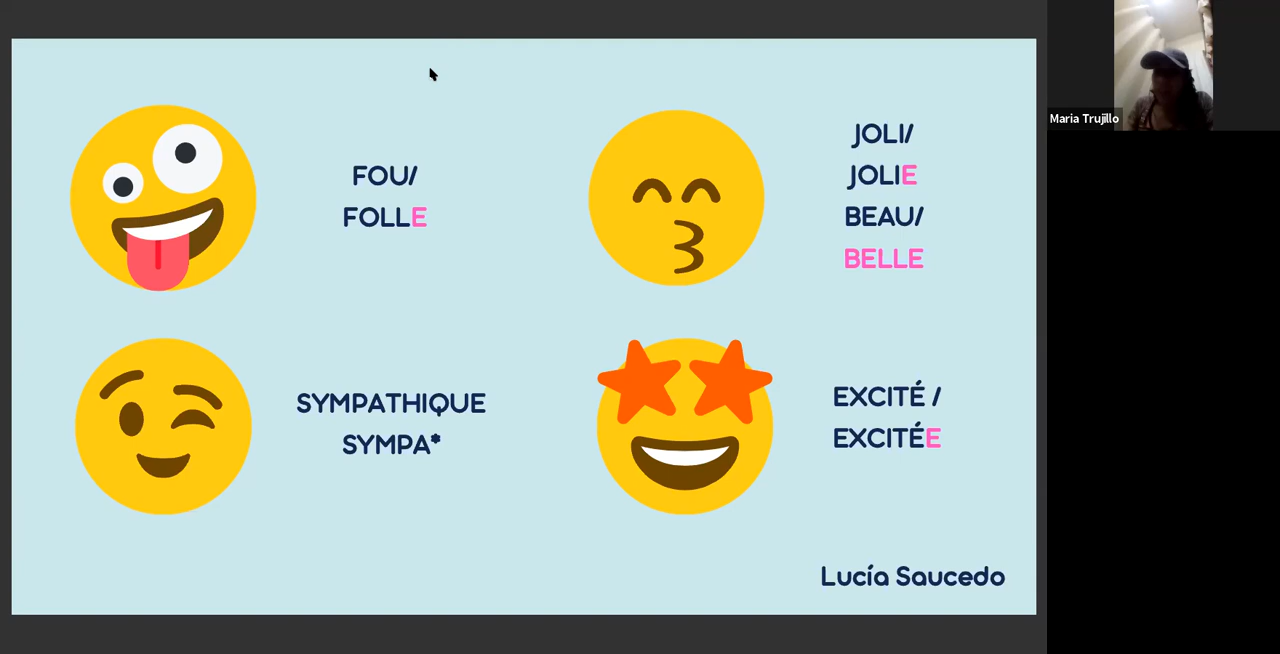 FOU/
FOLLE
JOLI/
JOLIE
BEAU/
BELLE
SYMPATHIQUE
SYMPA*
EXCITÉ /
EXCITÉE
Lucía Saucedo
Maria Trujillo